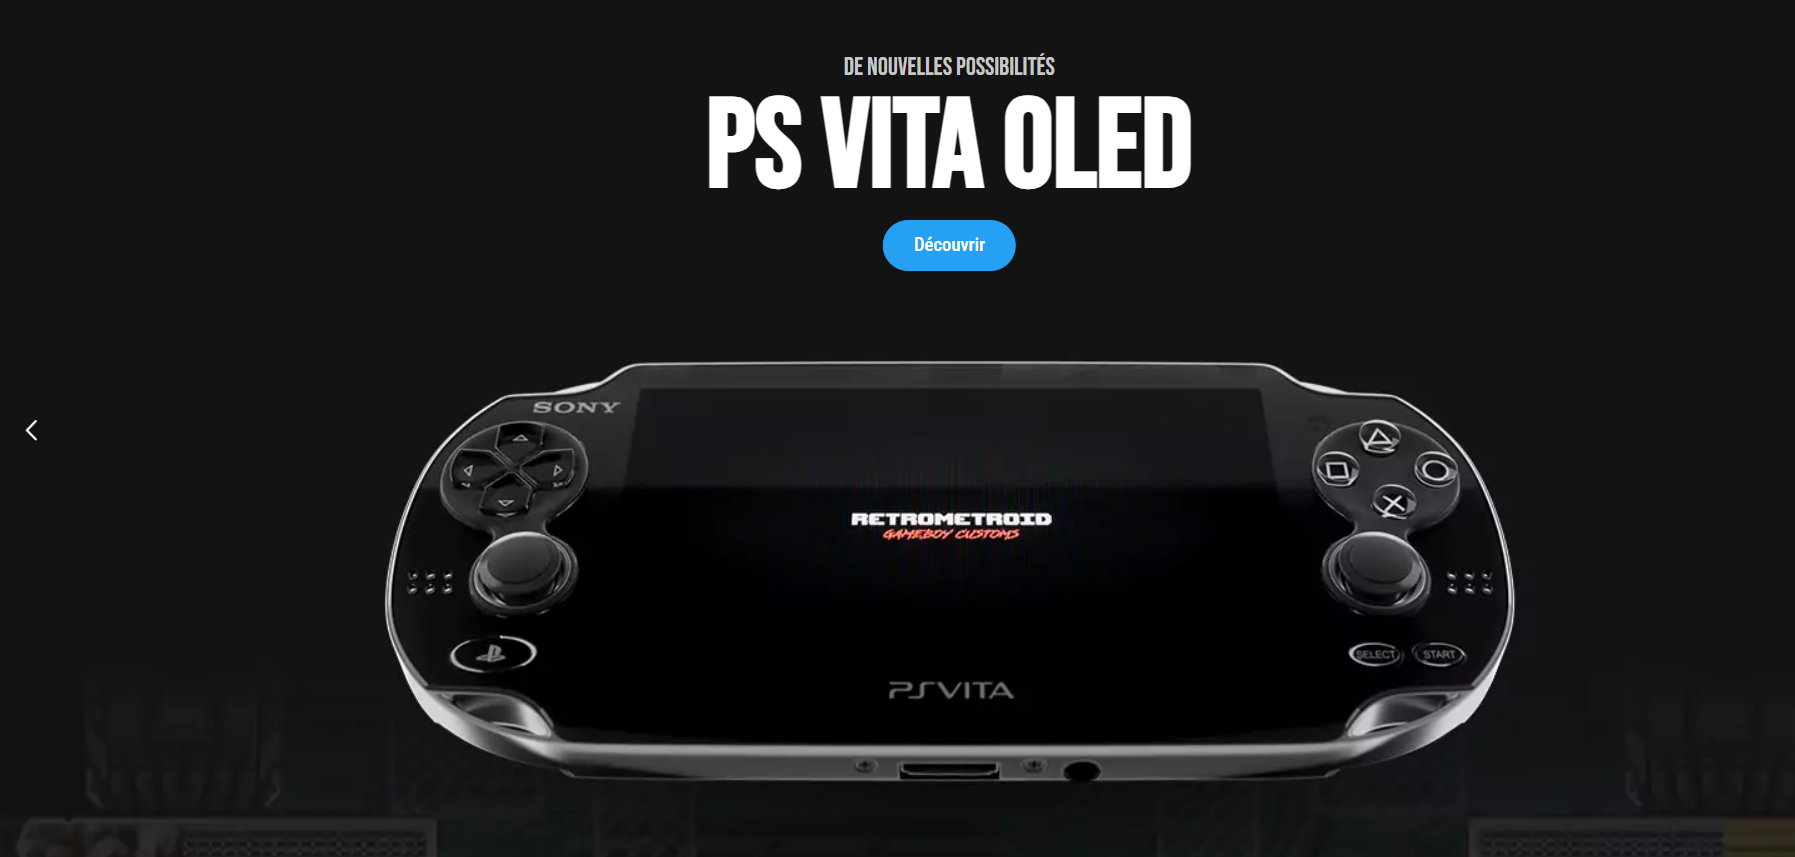 DE NOUVELLES POSSIBILITÉS
PS VITA OLED
Découvrir
SONY
RETROMETROID
GAMEBOY CUSTOMS
SELECT START
PSVITA